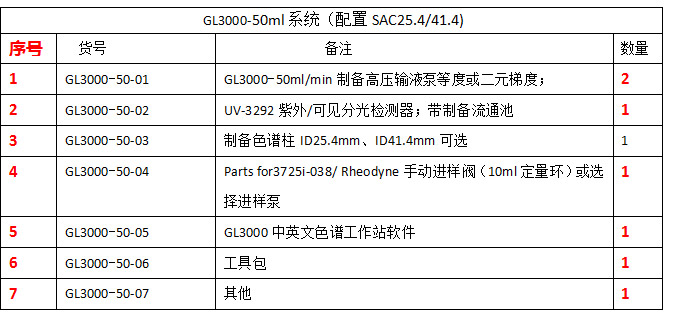 GL3000-50ml系统（配置 SAC25.4/41.4)
序号 货号 备注 数量
1 GL3000-50-01 GL3000-50ml/min 制备高压输液泵等度或二元梯度； 2
2 GL3000-50-02 UV-3292 紫外/可见分光检测器；带制备流通池 1
3 GL3000-50-03 制备色谱柱 ID25.4mm、ID41.4mm 可选 1
4 GL3000-50-04 Parts for3725i-038/ Rheodyne 手动进样阀（10ml 定量环）或选 1
择进样泵
5 GL3000-50-05 GL3000 中英文色谱工作站软件 1
6 GL3000-50-06 工具包 1
7 GL3000-50-07 其他 1